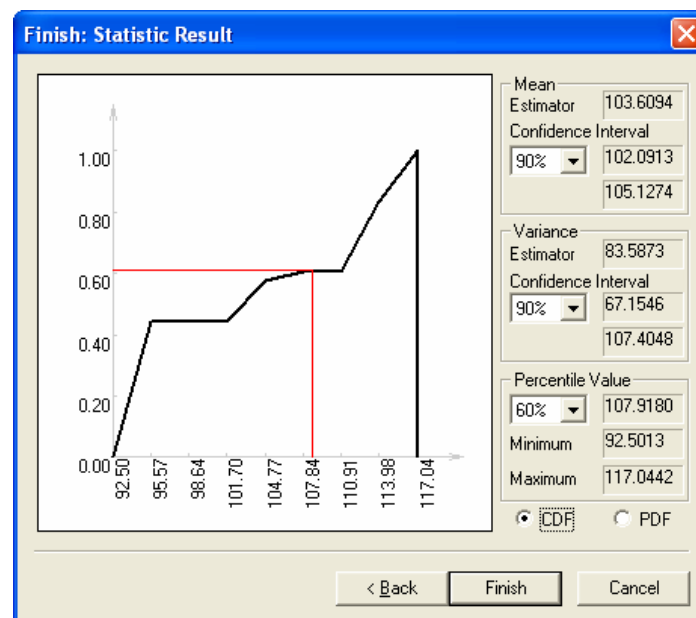 Finish: Statistic Result
1.00
0.80
0.60
0.40
0.20
0.00
92.50
95.57
98.64
101.70
104.77
107.84
110.91
113.98
117.04
Mean
Estimator 103.6094
Confidence Interval
90% 102.0913
105.1274
Variance
Estimator 83.5873
Confidence Interval
90% 67.1546
107.4048
Percentile Value
60% 107.9180
Minimum 92.5013
Maximum 117.0442
CDF PDF
< Back Finish Cancel